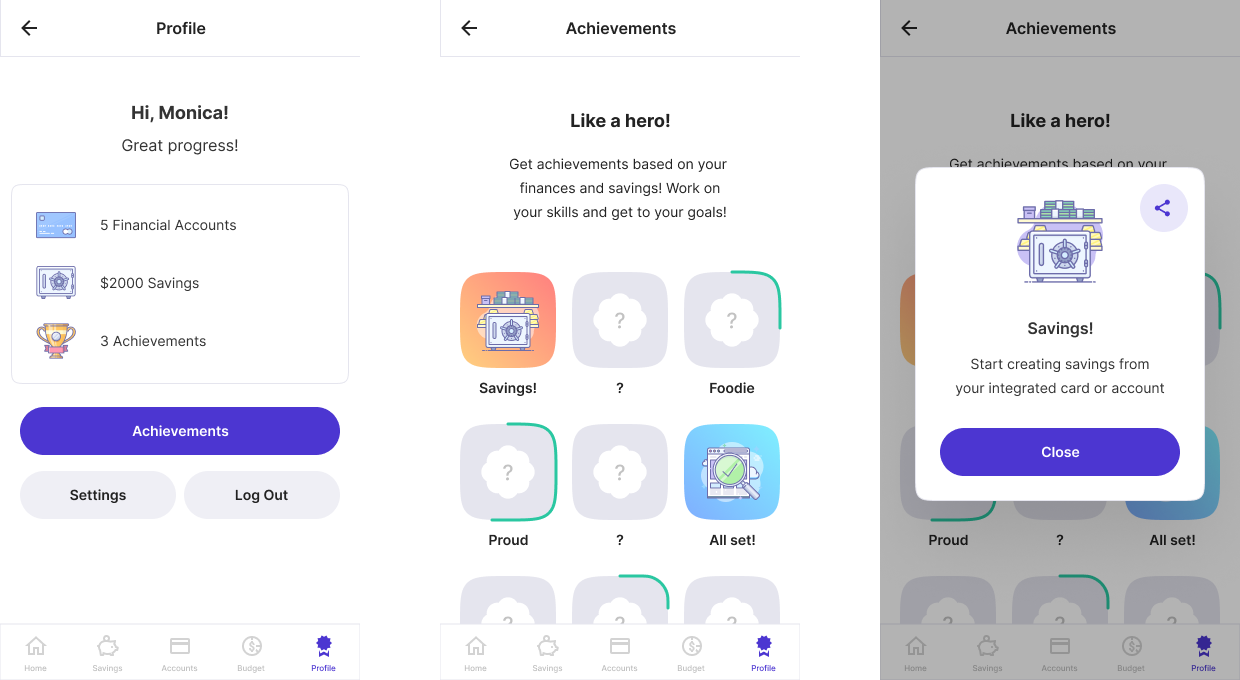 Profile
Hi, Monica!
Great progress!
5 Financial Accounts
$2000 Savings
3 Achievements
Achievements
Settings
Log Out
Home
Savings
Accounts
Budget
Profile
Achievements
Like a hero!
Get achievements based on your
finances and savings! Work on
your skills and get to your goals!
?
?
Savings!
?
Foodie
?
?
Proud
?
All set!
?
?
?
Home
Savings
Accounts
Budget
Profile
Achievements
Like a hero!
Get achievements based on your
Savings!
Start creating savings from
your integrated card or account
Close
Proud
?
All set!
?
?
?
Home
Savings
Accounts
Budget
Profile